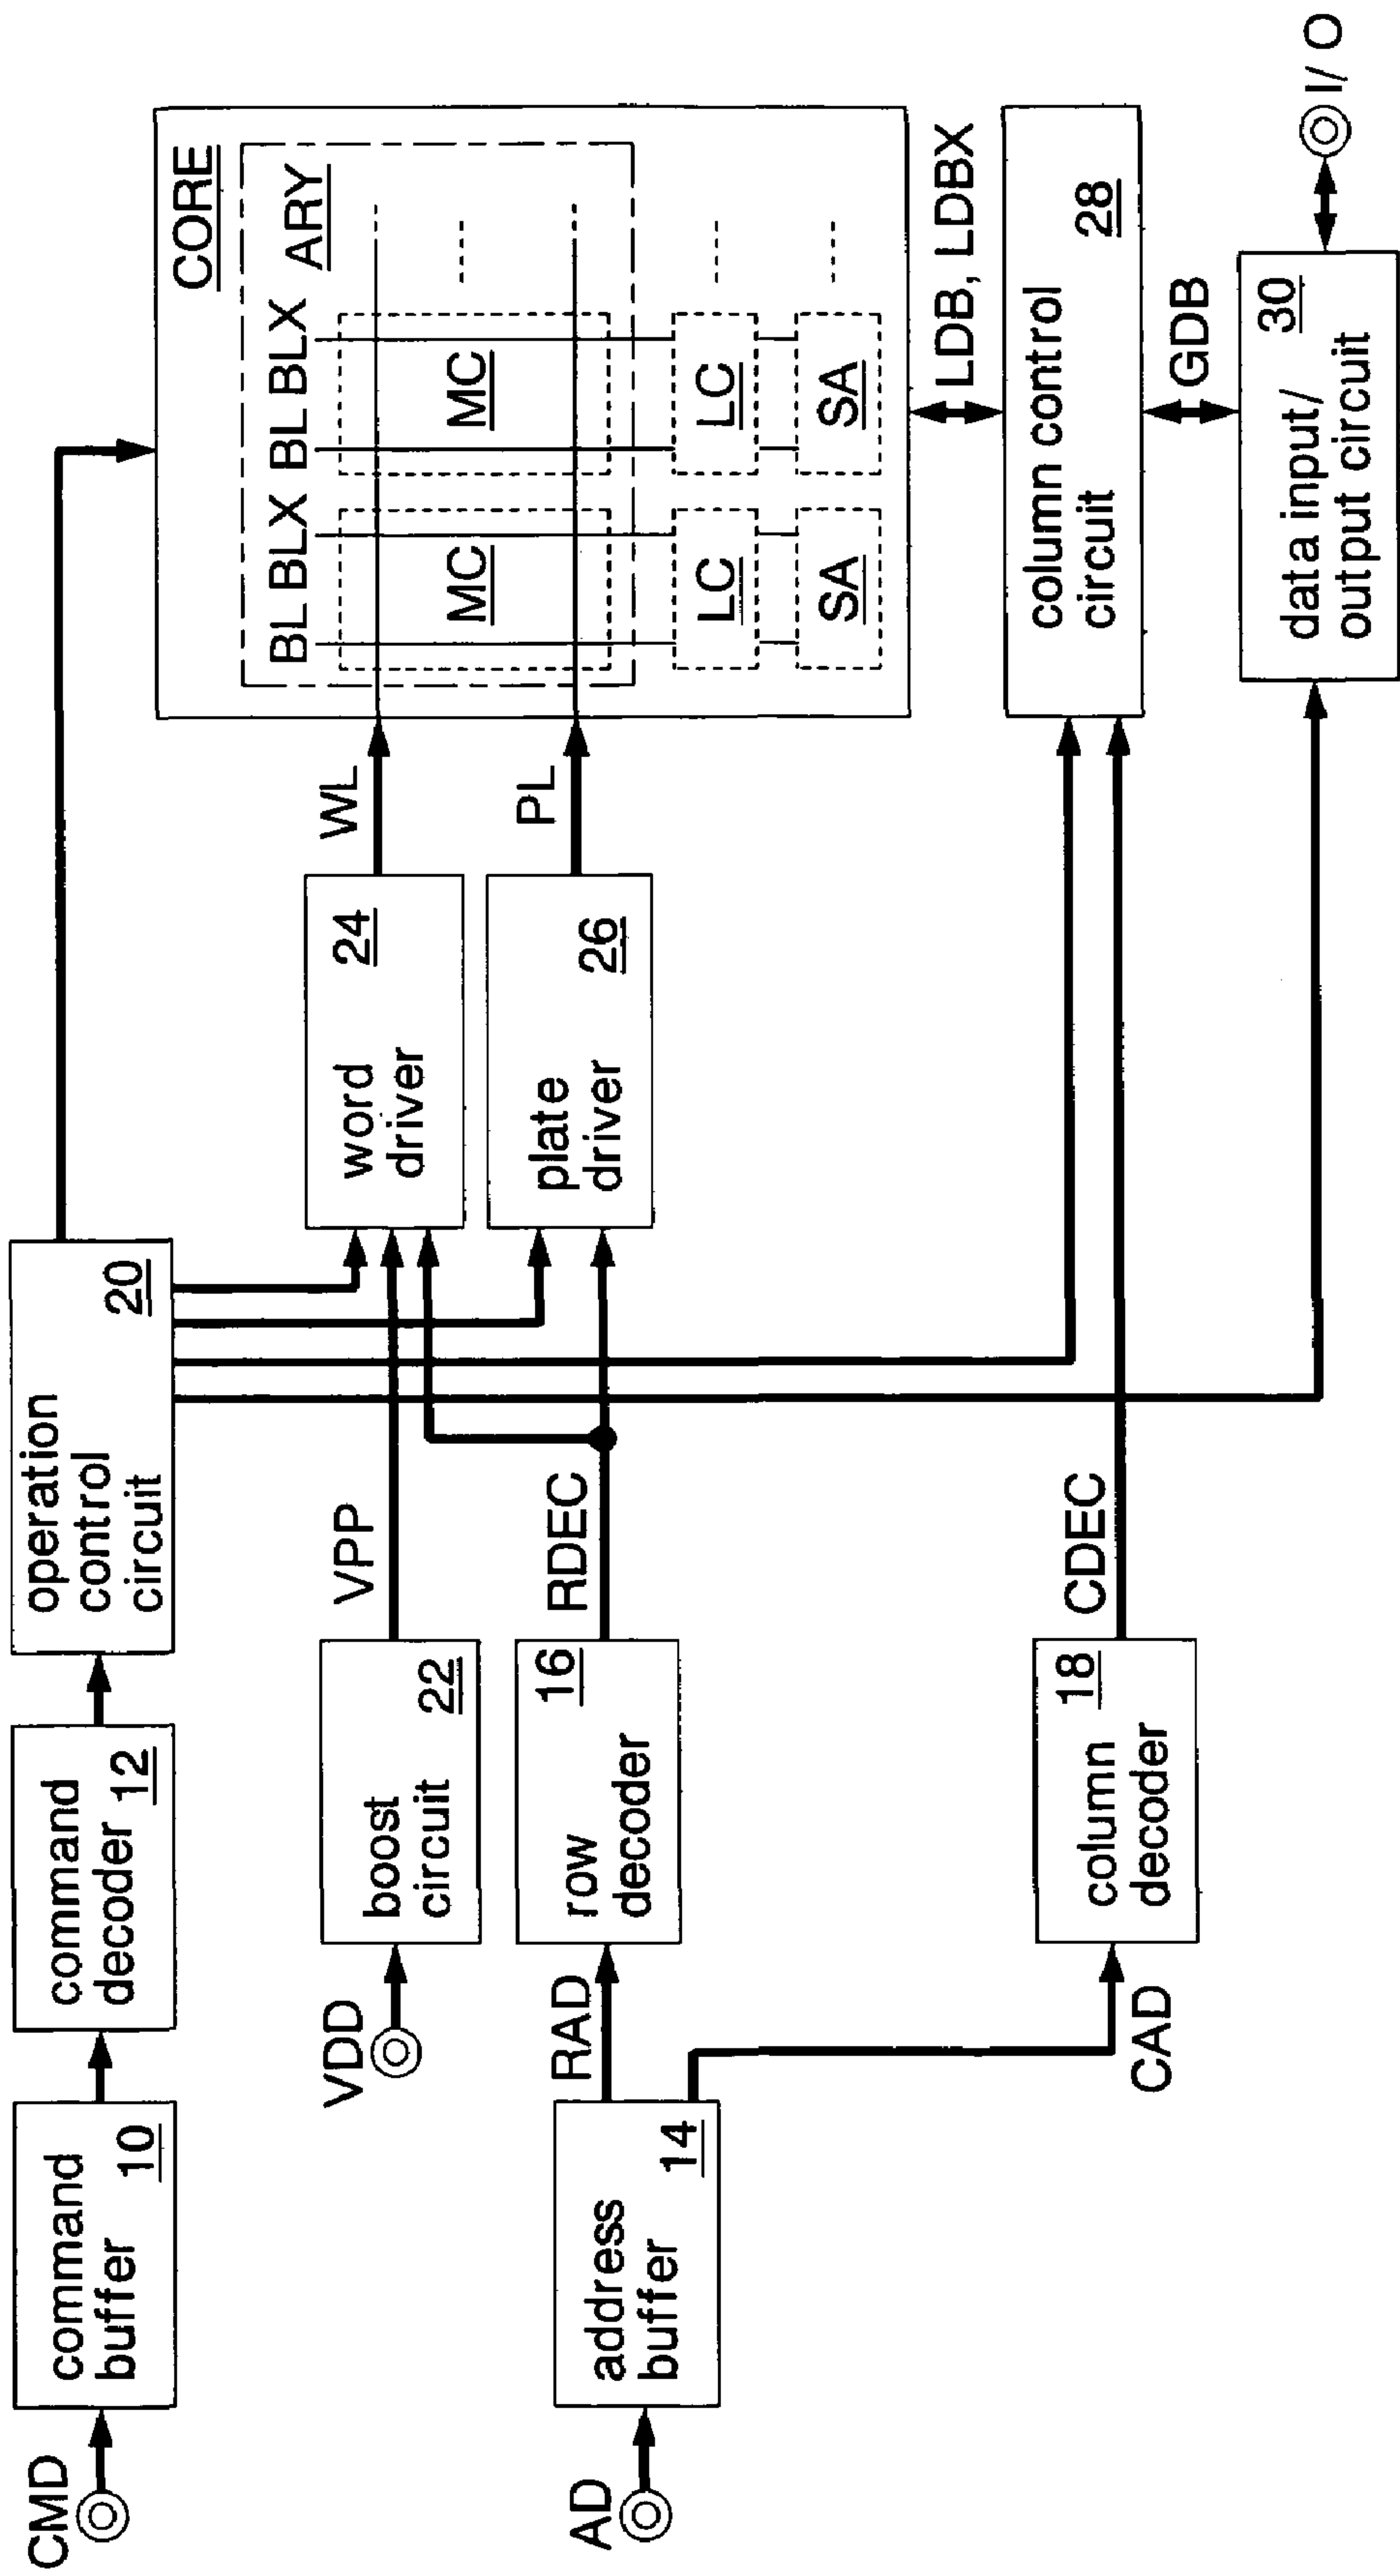 CMD
command
buffer 10
command
decoder 12
operation
control
circuit
20
CORE
ARY
BL BLX BL BLX
MC
MC
LC
LC
SA
SA
VDD
boost
circuit 22
VPP
word
driver
24
WL
plate
driver
26
PL
AD
address
buffer 14
RAD
row
decoder
16
RDEC
CAD
column
decoder
18
CDEC
LDB, LDBX
column control
circuit
28
GDB
data input/
output circuit
30
I/O